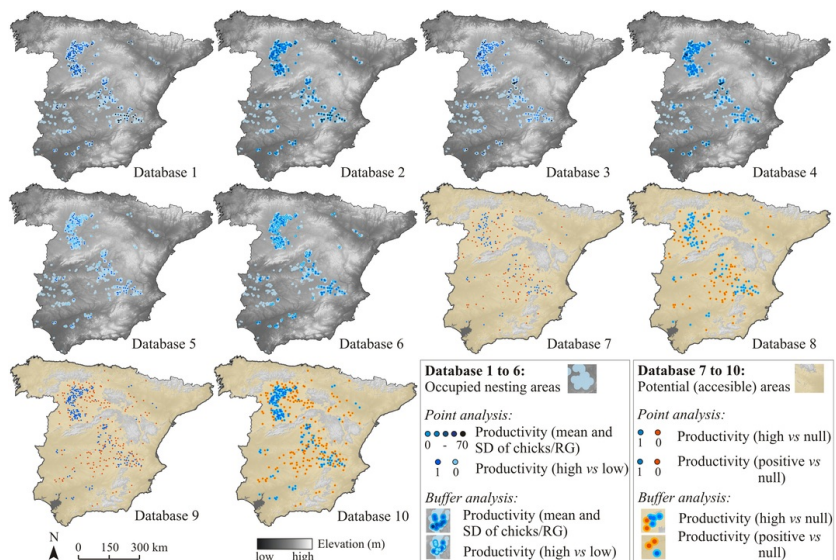 Database 1
Database 2
Database 3
Database 4
Database 5
Database 6
Database 7
Database 8
Database 9
Database 10
N
0 150 300 km
Elevation (m)
low high
Database 1 to 6:
Occupied nesting areas
Point analysis:
Productivity (mean and
SD of chicks/RG)
0 - 70
Productivity (high vs low)
1 0
Buffer analysis:
Productivity (mean and
SD of chicks/RG)
Productivity (high vs low)
Database 7 to 10:
Potential (accesible) areas
Point analysis:
Productivity (high vs null)
1 0
Productivity (positive vs
null)
1 0
Buffer analysis:
Productivity (high vs null)
Productivity (positive vs
null)